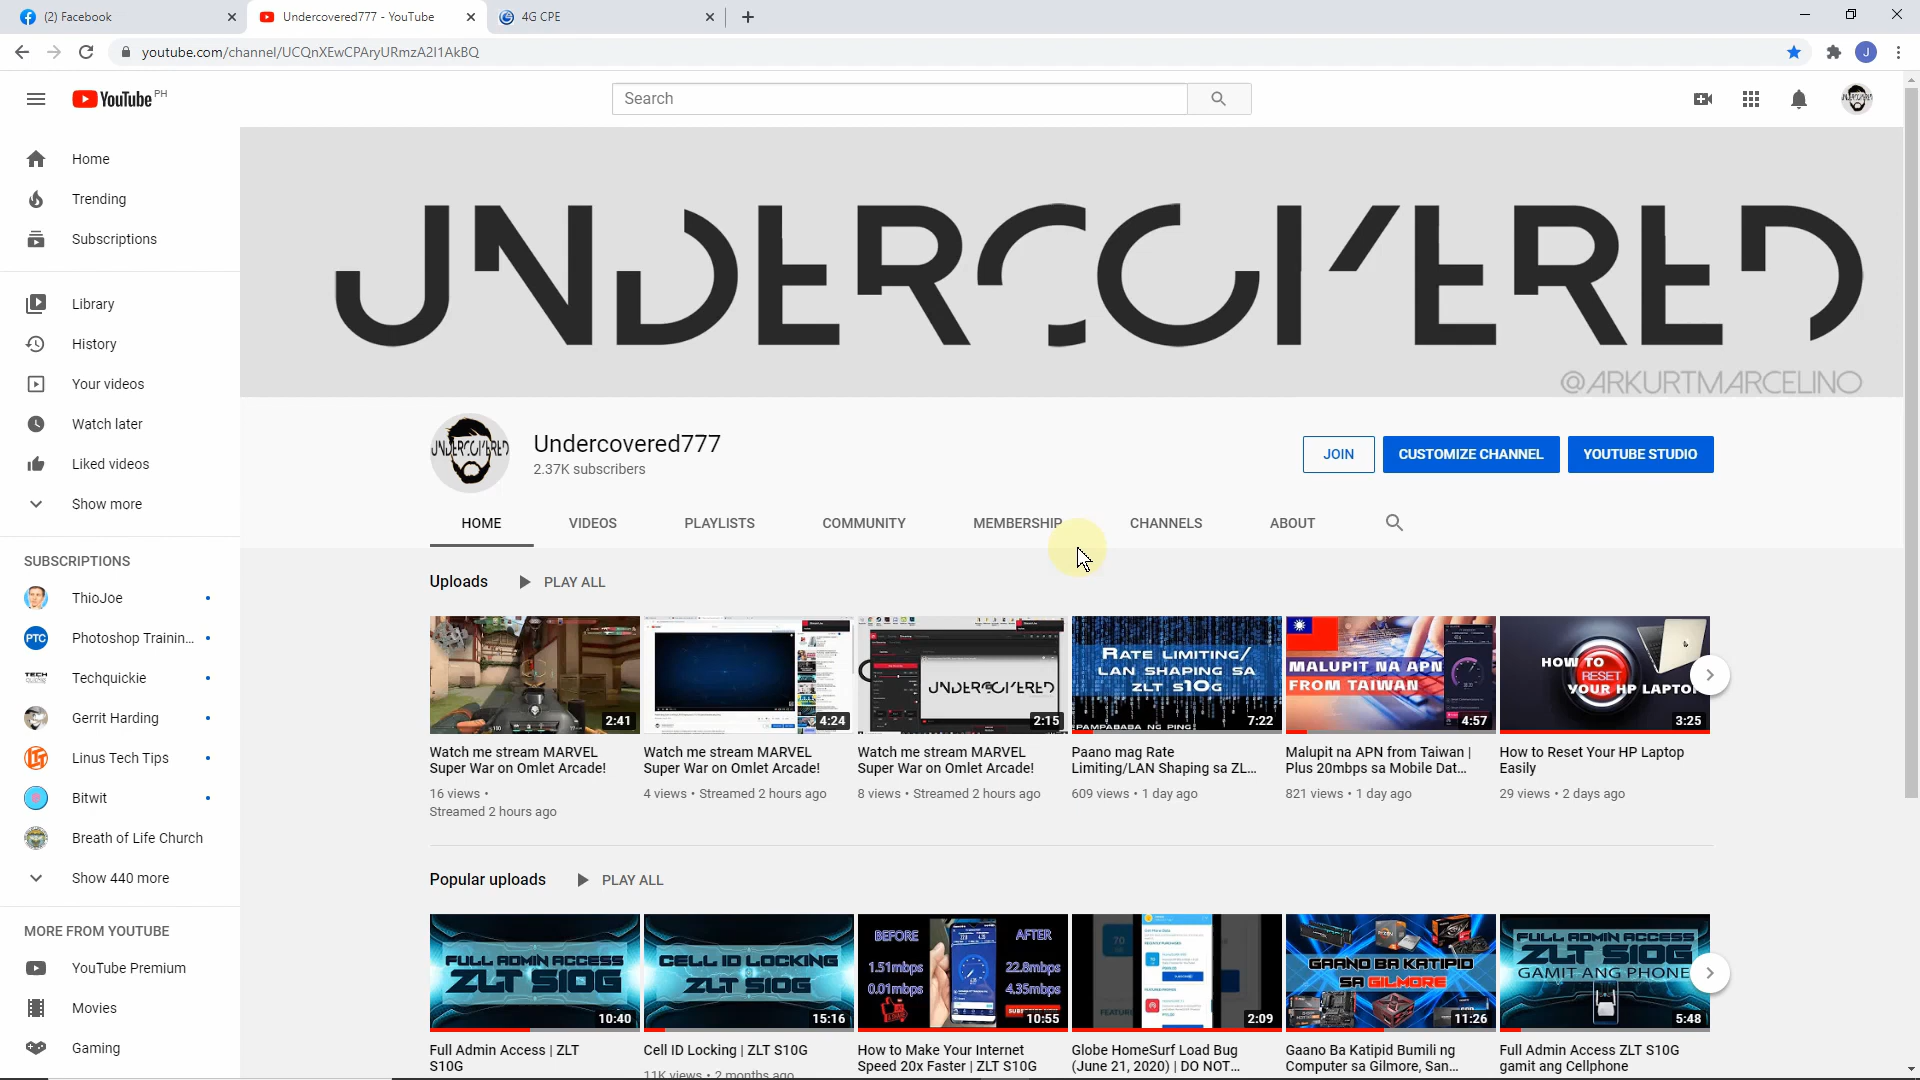 (2) Facebook
Undercovered777 - YouTube
4G CPE
youtube.com/channel/UCQnXEwCPAryURmzA2I1AkBQ
J
YouTube PH
Search
Home
Trending
Subscriptions
Library
History
Your videos
Watch later
Liked videos
Show more
SUBSCRIPTIONS
ThioJoe
PTC
Photoshop Trainin...
Techquickie
Gerrit Harding
Linus Tech Tips
Bitwit
Breath of Life Church
Show 440 more
MORE FROM YOUTUBE
YouTube Premium
Movies
Gaming
UNDERCOVERED
@ARKURTMARCELINO
UNDERCOVERED
Undercovered777
2.37K subscribers
JOIN
CUSTOMIZE CHANNEL
YOUTUBE STUDIO
HOME
VIDEOS
PLAYLISTS
COMMUNITY
MEMBERSHIP
CHANNELS
ABOUT
Uploads
PLAY ALL
2:41
Watch me stream MARVEL
Super War on Omlet Arcade!
16 views •
Streamed 2 hours ago
4:24
Watch me stream MARVEL
Super War on Omlet Arcade!
4 views • Streamed 2 hours ago
UNDERCOVERED
2:15
Watch me stream MARVEL
Super War on Omlet Arcade!
8 views • Streamed 2 hours ago
RATE LIMITING/
LAN SHAPING SA
ZLT S10G
PAMPABABA NG PING!
7:22
Paano mag Rate
Limiting/LAN Shaping sa ZL...
609 views • 1 day ago
MALUPIT NA APN
FROM TAIWAN
4:57
Malupit na APN from Taiwan |
Plus 20mbps sa Mobile Dat...
821 views • 1 day ago
HOW TO
RESET
YOUR HP LAPTO
3:25
How to Reset Your HP Laptop
Easily
29 views • 2 days ago
Popular uploads
PLAY ALL
FULL ADMIN ACCESS
ZLT S10G
10:40
Full Admin Access | ZLT
S10G
CELL ID LOCKING
ZLT S10G
15:16
Cell ID Locking | ZLT S10G
11K views • 2 months ago
BEFORE
AFTER
1.51mbps
22.8mbps
0.01mbps
4.35mbps
10:55
How to Make Your Internet
Speed 20x Faster | ZLT S10G
2:09
Globe HomeSurf Load Bug
(June 21, 2020) | DO NOT...
GAANO BA KATIPID
SA GILMORE
11:26
Gaano Ba Katipid Bumili ng
Computer sa Gilmore, San...
FULL ADMIN ACCESS
ZLT S10G
GAMIT ANG PHONE
5:48
Full Admin Access ZLT S10G
gamit ang Cellphone